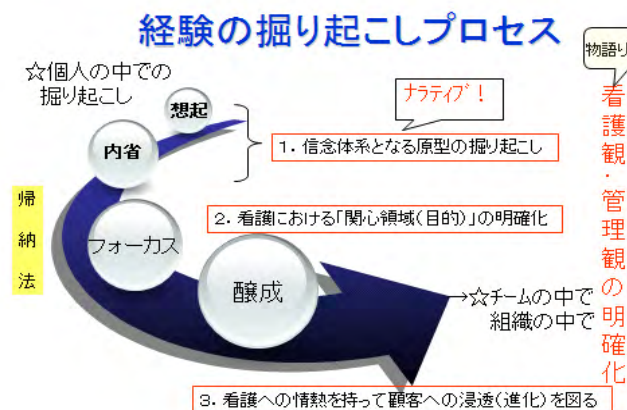 経験の掘り起こしプロセス
物語り
☆個人の中での
掘り起こし
ナラティブ！
想起
内省
1．信念体系となる原型の掘り起こし
帰納法
フォーカス
2．看護における「関心領域(目的)」の明確化
醸成
→☆チームの中で
組織の中で
3．看護への情熱を持って顧客への浸透(進化)を図る
看護観・管理観の明確化